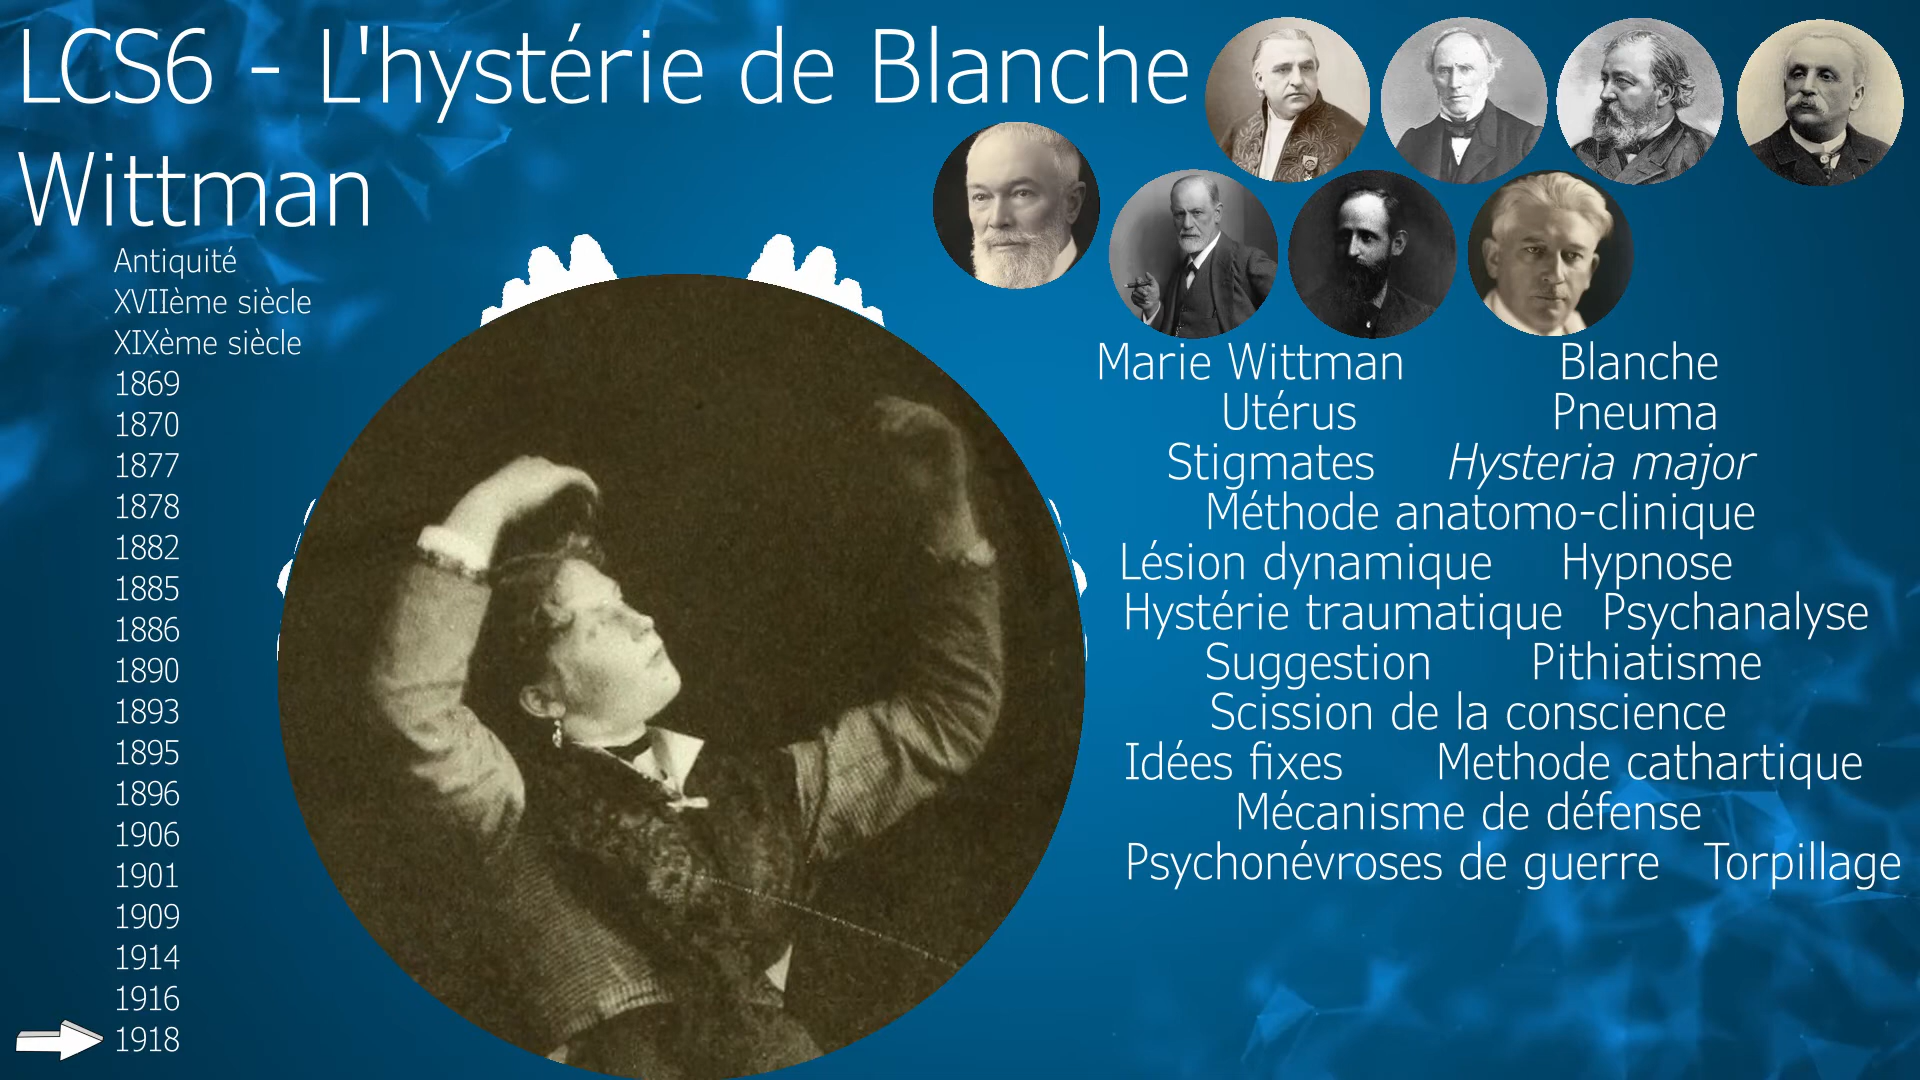 LCS6 - L'hystérie de Blanche
Wittman
Antiquité
XVIIème siècle
XIXème siècle
1869
1870
1877
1878
1882
1885
1886
1890
1893
1895
1896
1906
1901
1909
1914
1916
1918
Marie Wittman Blanche
Utérus Pneuma
Stigmates Hysteria major
Méthode anatomo-clinique
Lésion dynamique Hypnose
Hystérie traumatique Psychanalyse
Suggestion Pithiatisme
Scission de la conscience
Idées fixes Methode cathartique
Mécanisme de défense
Psychonévroses de guerre Torpillage